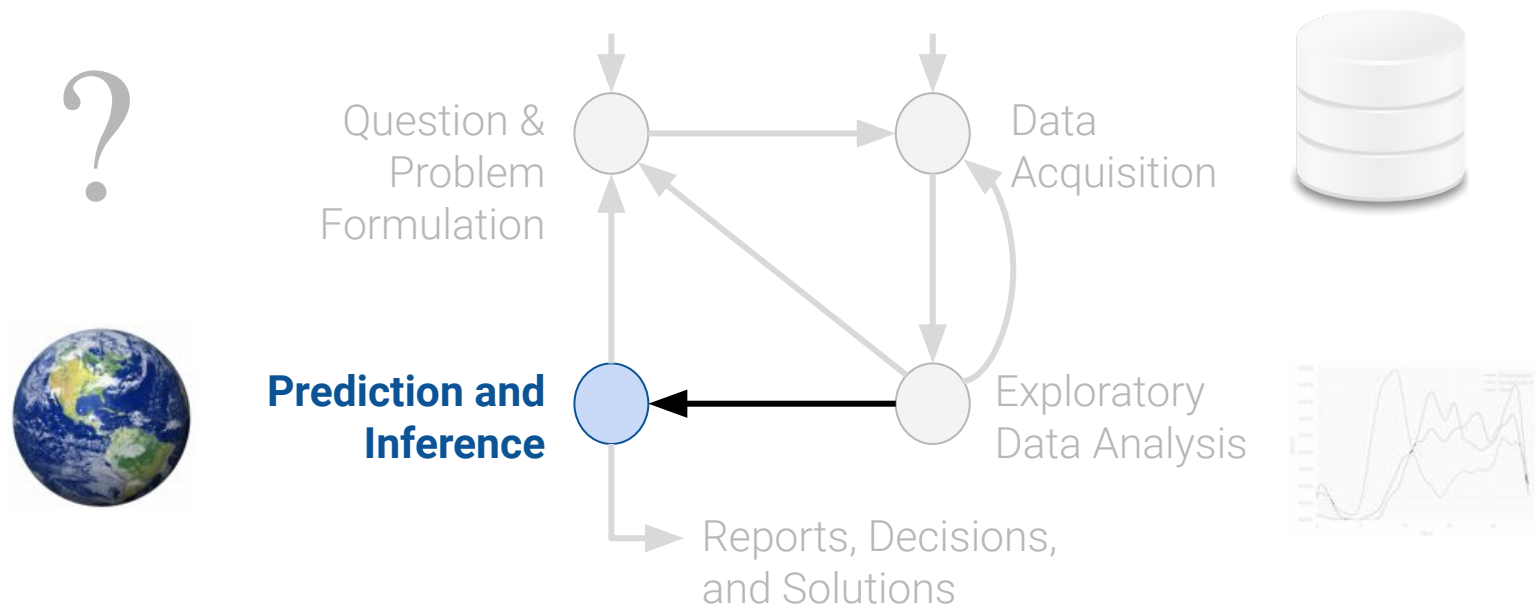 ?
Question &
Problem
Formulation
Data
Acquisition
Prediction and
Inference
Exploratory
Data Analysis
Reports, Decisions,
and Solutions